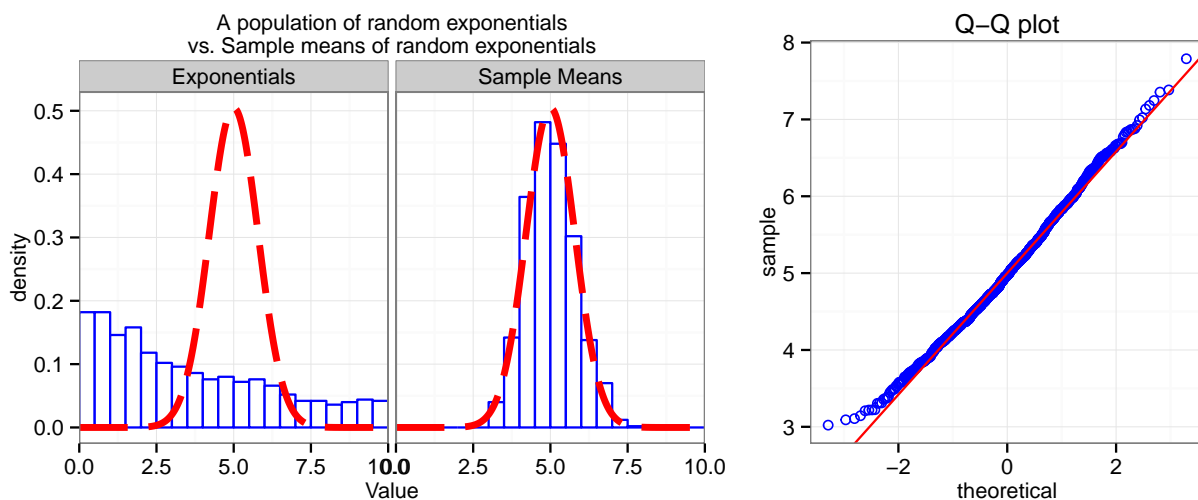 A population of random exponentials
vs. Sample means of random exponentials
Exponentials
Sample Means
0.5
0.4
0.3
0.2
0.1
0.0
density
0.0 2.5 5.0 7.5 10.0
0.0 2.5 5.0 7.5 10.0
Value
Q−Q plot
8
7
6
5
4
3
sample
−2 0 2
theoretical